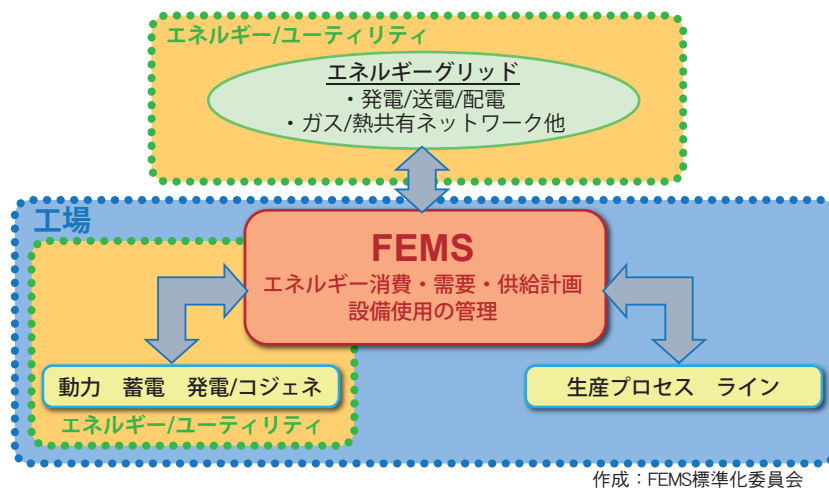 エネルギー/ユーティリティ
エネルギーグリッド
・発電/送電/配電
・ガス/熱共有ネットワーク他
工場
FEMS
エネルギー消費・需要・供給計画
設備使用の管理
動力　蓄電　発電/コジェネ
生産プロセス　ライン
エネルギー/ユーティリティ
作成：FEMS標準化委員会